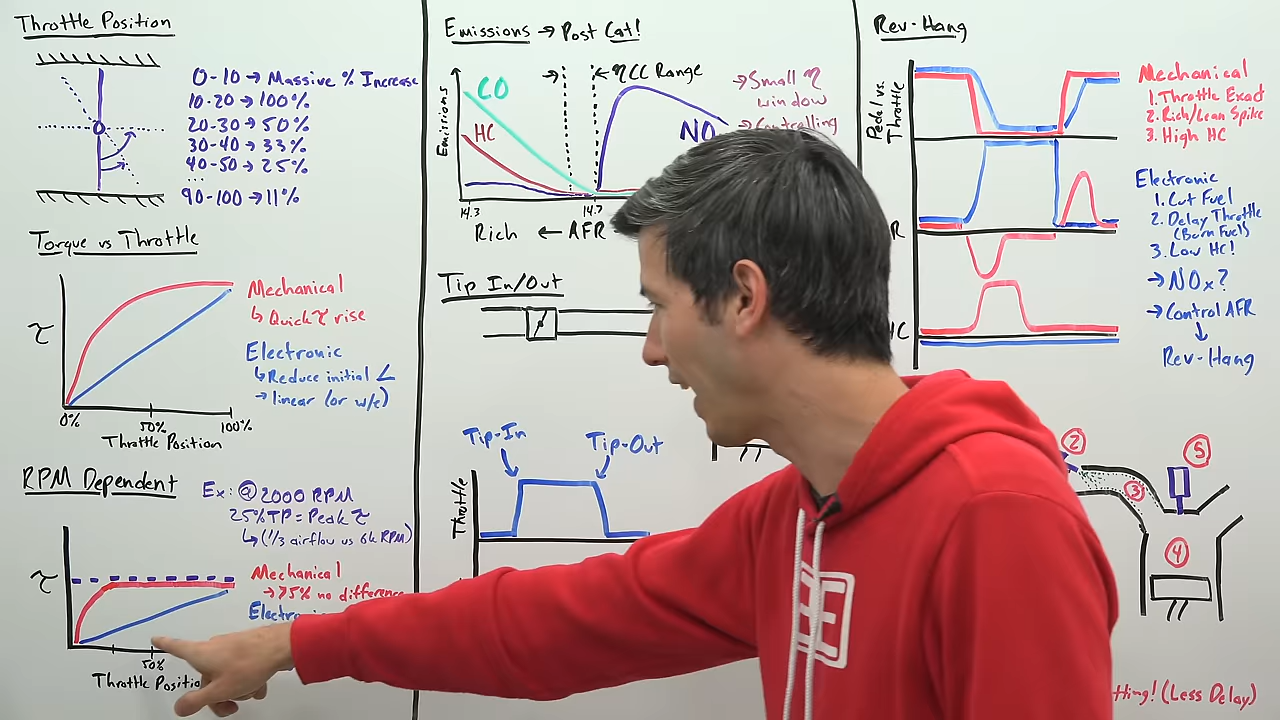 Throttle Position
0-10 → Massive % Increase
10-20 → 100%
20-30 → 50%
30-40 → 33%
40-50 → 25%
...
90-100 → 11%
Torque vs Throttle
τ
0%
50%
100%
Throttle Position
Mechanical
↳ Quick τ rise
Electronic
↳ Reduce initial ∠
→ linear (or w/e)
RPM Dependent
Ex: @ 2000 RPM
25% TP = Peak τ
↳ (1/3 airflow vs 6k RPM)
τ
50%
Mechanical
→ >75% no difference
Throttle
Emissions → Post Cat!
Emissions
CO
HC
← ηCC Range
NO
14.3
14.7
Rich ← AFR
→ Small η
window
→ Controlling
Tip In/Out
Tip-In
Tip-Out
Throttle
Rev-Hang
Pedal vs.
Throttle
Mechanical
1. Throttle Exact
2. Rich/Lean Spike
3. High HC
Electronic
1. Cut Fuel
2. Delay Throttle
(Burn Fuel)
3. Low HC!
→ NOx?
→ Control AFR
↓
Rev-Hang
2
3
4
5
(Less Delay)